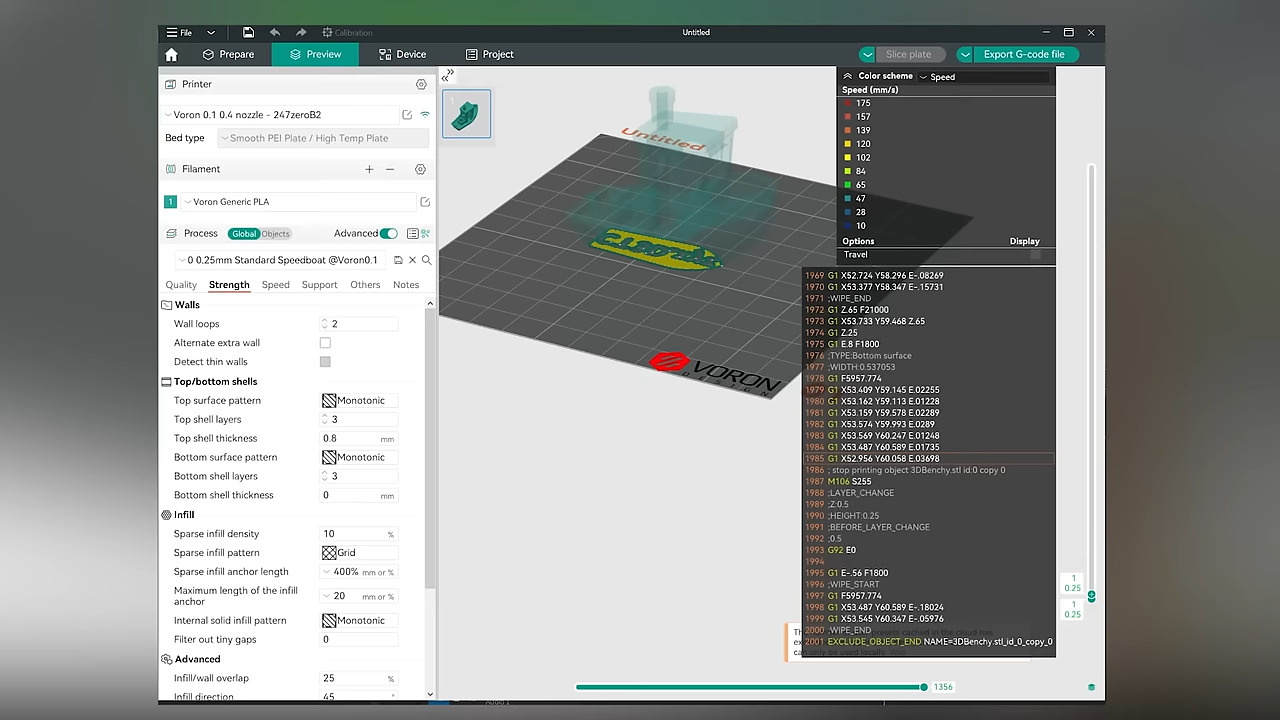 File
Calibration
Untitled
Prepare
Preview
Device
Project
Slice plate
Export G-code file
Printer
Voron 0.1 0.4 nozzle - 247zeroB2
Bed type
Smooth PEI Plate / High Temp Plate
Filament
1
Voron Generic PLA
Process
Global
Objects
Advanced
0 0.25mm Standard Speedboat @Voron0.1
Quality
Strength
Speed
Support
Others
Notes
Walls
Wall loops
2
Alternate extra wall
Detect thin walls
Top/bottom shells
Top surface pattern
Monotonic
Top shell layers
3
Top shell thickness
0.8 mm
Bottom surface pattern
Monotonic
Bottom shell layers
3
Bottom shell thickness
0 mm
Infill
Sparse infill density
10 %
Sparse infill pattern
Grid
Sparse infill anchor length
400% mm or %
Maximum length of the infill
anchor
20 mm or %
Internal solid infill pattern
Monotonic
Filter out tiny gaps
0
Advanced
Infill/wall overlap
25 %
Infill direction
45 °
1
Untitled
VORON
DESIGN
Color scheme
Speed
Speed (mm/s)
175
157
139
120
102
84
65
47
28
10
Options
Display
Travel
1969 G1 X52.724 Y58.296 E-.08269
1970 G1 X53.377 Y58.347 E-.15731
1971 ;WIPE_END
1972 G1 Z.65 F21000
1973 G1 X53.733 Y59.468 Z.65
1974 G1 Z.25
1975 G1 E.8 F1800
1976 ;TYPE:Bottom surface
1977 ;WIDTH:0.537053
1978 G1 F5957.774
1979 G1 X53.409 Y59.145 E.02255
1980 G1 X53.162 Y59.113 E.01228
1981 G1 X53.159 Y59.578 E.02289
1982 G1 X53.574 Y59.993 E.0289
1983 G1 X53.569 Y60.247 E.01248
1984 G1 X53.487 Y60.589 E.01735
1985 G1 X52.956 Y60.058 E.03698
1986 ; stop printing object 3DBenchy.stl id:0 copy 0
1987 M106 S255
1988 ;LAYER_CHANGE
1989 ;Z:0.5
1990 ;HEIGHT:0.25
1991 ;BEFORE_LAYER_CHANGE
1992 ;0.5
1993 G92 E0
1994
1995 G1 E-.56 F1800
1996 ;WIPE_START
1997 G1 F5957.774
1998 G1 X53.487 Y60.589 E-.18024
1999 G1 X53.545 Y60.347 E-.05976
2000 ;WIPE_END
2001 EXCLUDE_OBJECT_END NAME=3DBenchy.stl_id_0_copy_0
1
0.25
1
0.25
1356